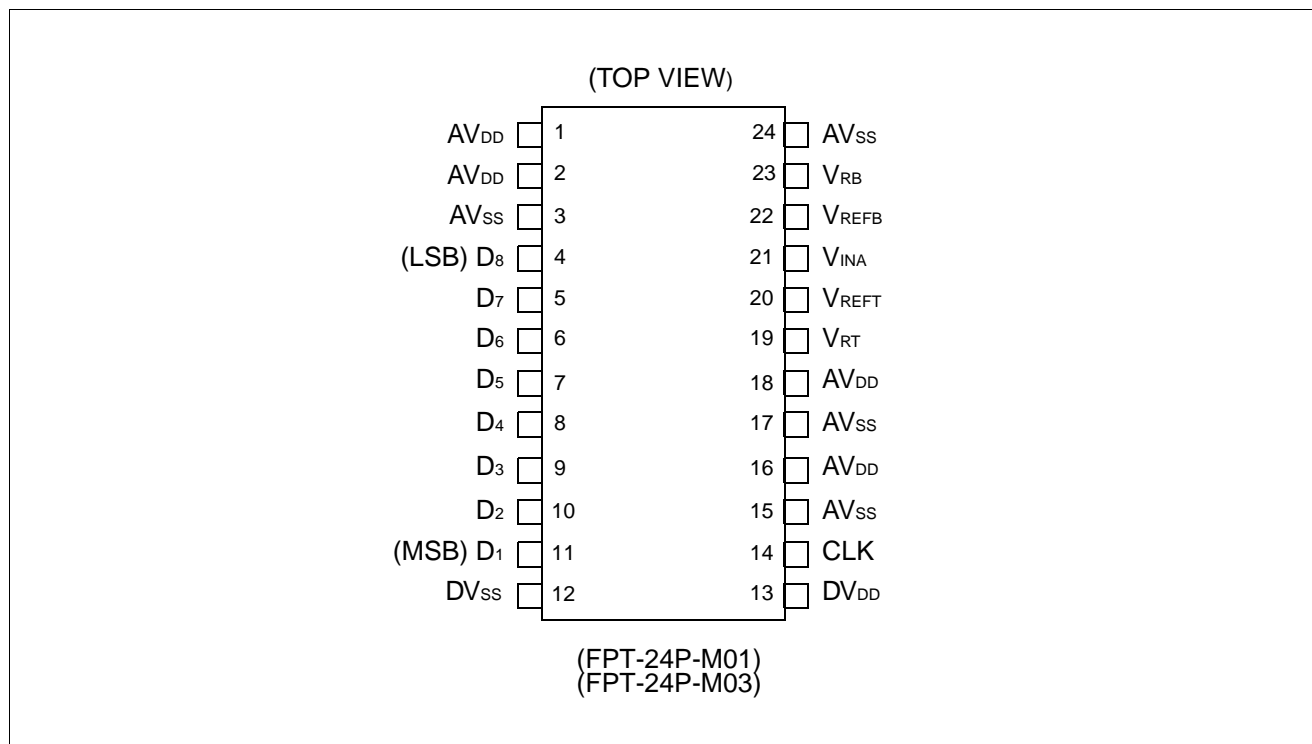 (TOP VIEW)
AVDD 1 24 AVSS
AVDD 2 23 VRB
AVSS 3 22 VREFB
(LSB) D8 4 21 VINA
D7 5 20 VREFT
D6 6 19 VRT
D5 7 18 AVDD
D4 8 17 AVSS
D3 9 16 AVDD
D2 10 15 AVSS
(MSB) D1 11 14 CLK
DVSS 12 13 DVDD
(FPT-24P-M01)
(FPT-24P-M03)